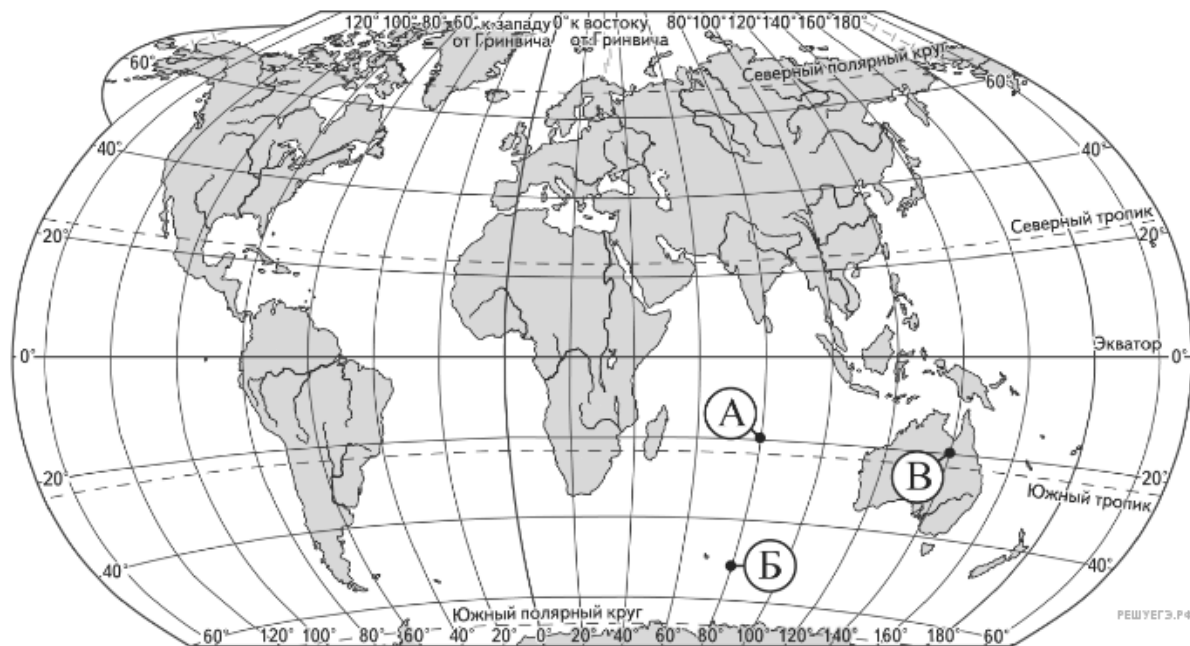 120° 100° 80° 60° к западу от Гринвича 0° к востоку от Гринвича 80° 100° 120° 140° 160° 180°
60°
Северный полярный круг
60°
40°
40°
Северный тропик
20°
20°
Экватор
0°
0°
А
В
20°
20°
Южный тропик
40°
40°
Б
Южный полярный круг
60° 120° 100° 80° 60° 40° 20° 0° 20° 40° 60° 80° 100° 120° 140° 160° 180° 60°
РЕШУЕГЭ.РФ